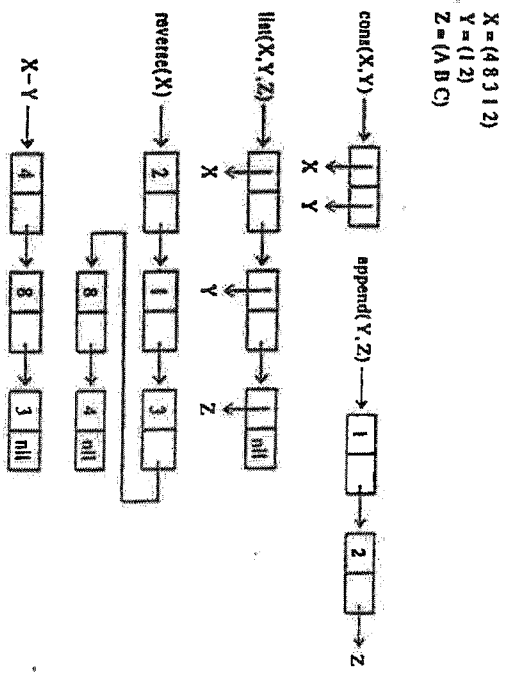 X = (4 8 3 1 2)
Y = (1 2)
Z = (A B C)
cons(X,Y)
X Y
append(Y,Z)
1 2 Z
list(X,Y,Z)
nil
X Y Z
reverse(X)
2 1 3
8 4 nil
X-Y
4 8 3 nil